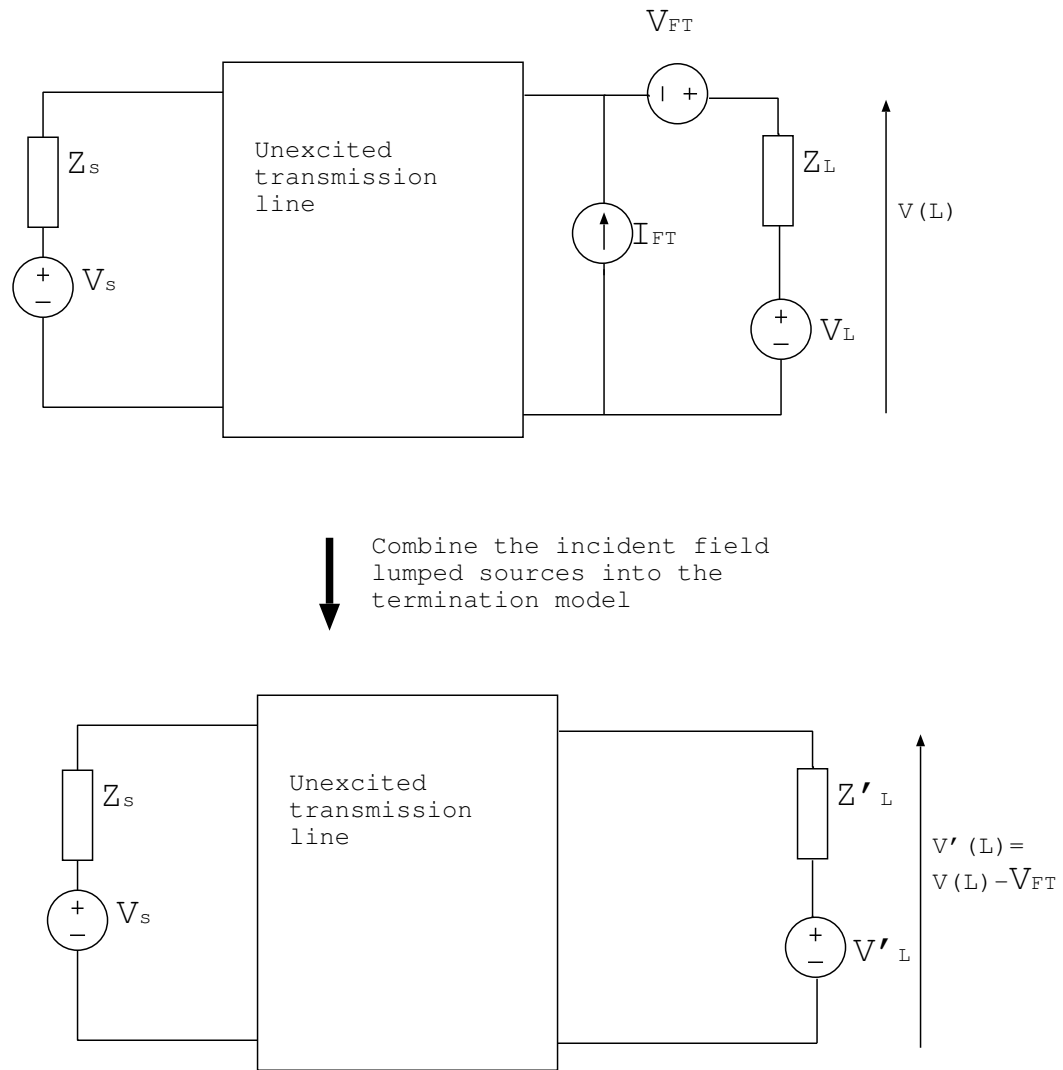 VFT
Zs
+
−
Vs
Unexcited
transmission
line
IFT
− +
ZL
+
−
VL
V(L)
Combine the incident field
lumped sources into the
termination model
Zs
+
−
Vs
Unexcited
transmission
line
Z'L
+
−
V'L
V'(L)=
V(L)-VFT